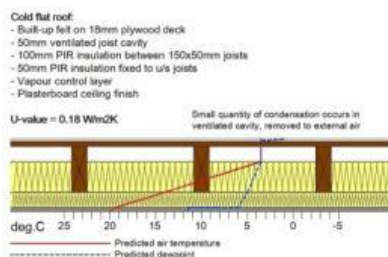 Cold flat roof:
- Built-up felt on 18mm plywood deck
- 50mm ventilated joist cavity
- 100mm PIR insulation between 150x50mm joists
- 50mm PIR insulation fixed to u/s joists
- Vapour control layer
- Plasterboard ceiling finish
U-value = 0.18 W/m2K
Small quantity of condensation occurs in
ventilated cavity, removed to external air
deg.C 25 20 15 10 5 0 -5
Predicted air temperature
Predicted dewpoint